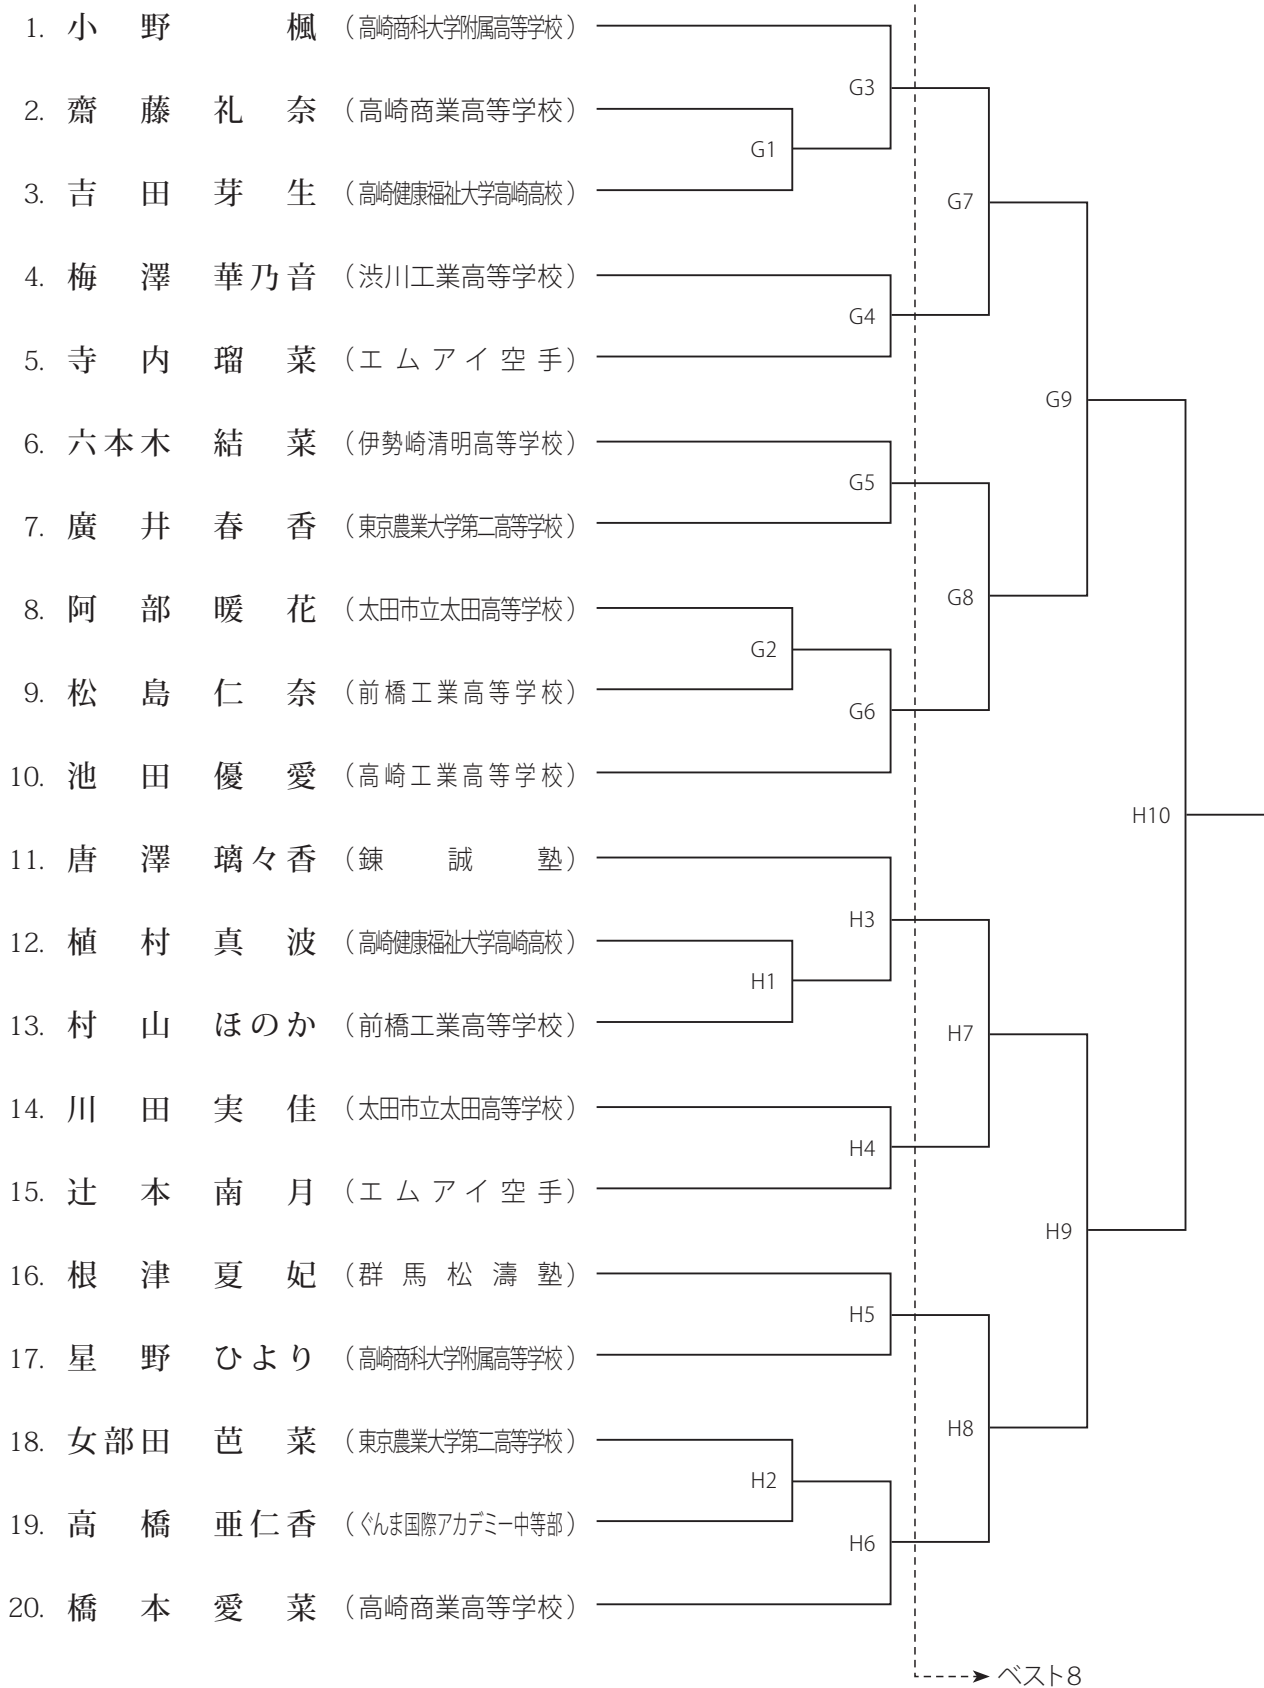 1. 小野 楓 （高崎商科大学附属高等学校）
G3
2. 齋藤礼奈 （高崎商業高等学校）
G1
3. 吉田芽生 （高崎健康福祉大学高崎高校）
G7
4. 梅澤華乃音 （渋川工業高等学校）
G4
5. 寺内瑠菜 （エムアイ空手）
G9
6. 六本木結菜 （伊勢崎清明高等学校）
G5
7. 廣井春香 （東京農業大学第二高等学校）
G8
8. 阿部暖花 （太田市立太田高等学校）
G2
9. 松島仁奈 （前橋工業高等学校）
G6
10. 池田優愛 （高崎工業高等学校）
H10
11. 唐澤璃々香 （錬誠塾）
H3
12. 植村真波 （高崎健康福祉大学高崎高校）
H1
13. 村山ほのか （前橋工業高等学校）
H7
14. 川田実佳 （太田市立太田高等学校）
H4
15. 辻本南月 （エムアイ空手）
H9
16. 根津夏妃 （群馬松濤塾）
H5
17. 星野ひより （高崎商科大学附属高等学校）
H8
18. 女部田芭菜 （東京農業大学第二高等学校）
H2
19. 高橋亜仁香 （ぐんま国際アカデミー中等部）
H6
20. 橋本愛菜 （高崎商業高等学校）
ベスト8